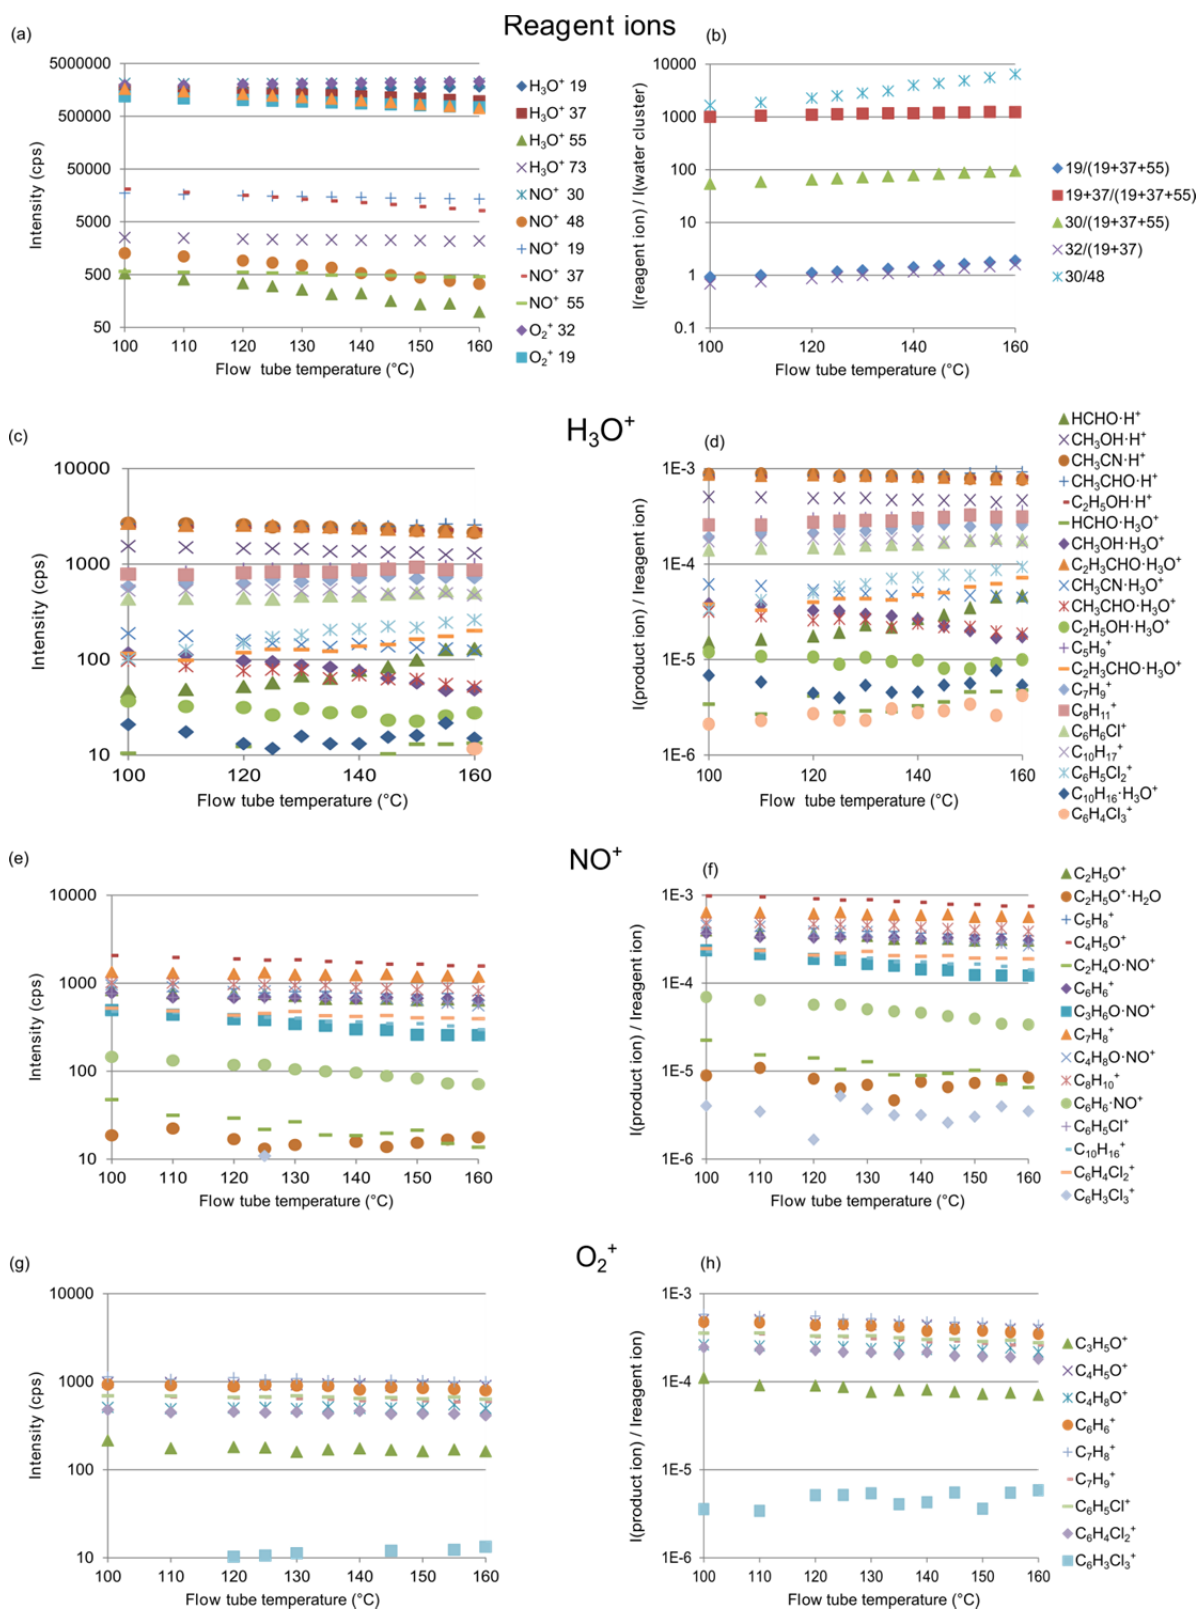 Reagent ions
(a)
5000000
500000
50000
5000
500
50
Intensity (cps)
100 110 120 130 140 150 160
Flow tube temperature (°C)
H₃O⁺ 19
H₃O⁺ 37
H₃O⁺ 55
H₃O⁺ 73
NO⁺ 30
NO⁺ 48
NO⁺ 19
NO⁺ 37
NO⁺ 55
O₂⁺ 32
O₂⁺ 19
(b)
10000
1000
100
10
1
0.1
I((reagent ion) / I(water cluster)
100 110 120 130 140 150 160
Flow tube temperature (°C)
19/(19+37+55)
19+37/(19+37+55)
30/(19+37+55)
32/(19+37)
30/48
H₃O⁺
(c)
10000
1000
100
10
Intensity (cps)
100 110 120 130 140 150 160
Flow tube temperature (°C)
(d)
1E-3
1E-4
1E-5
1E-6
I(product ion) / Ireagent ion)
100 110 120 130 140 150 160
Flow tube temperature (°C)
HCHO·H⁺
CH₃OH·H⁺
CH₃CN·H⁺
CH₃CHO·H⁺
C₂H₅OH·H⁺
HCHO·H₃O⁺
CH₃OH·H₃O⁺
C₂H₃CHO·H₃O⁺
CH₃CN·H₃O⁺
CH₃CHO·H₃O⁺
C₂H₅OH·H₃O⁺
C₅H₉⁺
C₂H₃CHO·H₃O⁺
C₇H₉⁺
C₈H₁₁⁺
C₆H₆Cl⁺
C₁₀H₁₇⁺
C₆H₅Cl₂⁺
C₁₀H₁₆·H₃O⁺
C₆H₄Cl₃⁺
NO⁺
(e)
10000
1000
100
10
Intensity (cps)
100 110 120 130 140 150 160
Flow tube temperature (°C)
(f)
1E-3
1E-4
1E-5
1E-6
I(product ion) / Ireagent ion)
100 110 120 130 140 150 160
Flow tube temperature (°C)
C₂H₅O⁺
C₂H₅O⁺·H₂O
C₅H₈⁺
C₄H₅O⁺
C₂H₄O·NO⁺
C₆H₆⁺
C₃H₆O·NO⁺
C₇H₈⁺
C₄H₈O·NO⁺
C₈H₁₀⁺
C₆H₆·NO⁺
C₆H₅Cl⁺
C₁₀H₁₆⁺
C₆H₄Cl₂⁺
C₆H₃Cl₃⁺
O₂⁺
(g)
10000
1000
100
10
Intensity (cps)
100 110 120 130 140 150 160
Flow tube temperature (°C)
(h)
1E-3
1E-4
1E-5
1E-6
I(product ion) / Ireagent ion)
100 110 120 130 140 150 160
Flow tube temperature (°C)
C₃H₅O⁺
C₄H₅O⁺
C₄H₈O⁺
C₆H₆⁺
C₇H₈⁺
C₇H₉⁺
C₆H₅Cl⁺
C₆H₄Cl₂⁺
C₆H₃Cl₃⁺